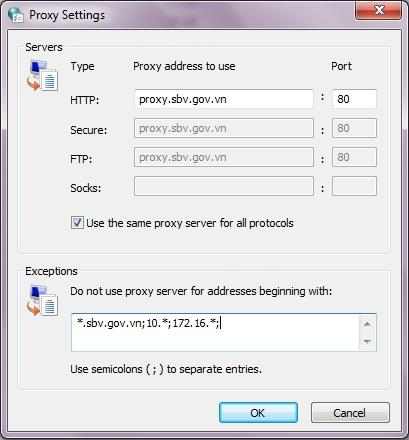 Proxy Settings
Servers
Type Proxy address to use Port
HTTP: proxy.sbv.gov.vn : 80
Secure: proxy.sbv.gov.vn : 80
FTP: proxy.sbv.gov.vn : 80
Socks: :
Use the same proxy server for all protocols
Exceptions
Do not use proxy server for addresses beginning with:
*.sbv.gov.vn;10.*;172.16.*;
Use semicolons ( ; ) to separate entries.
OK Cancel